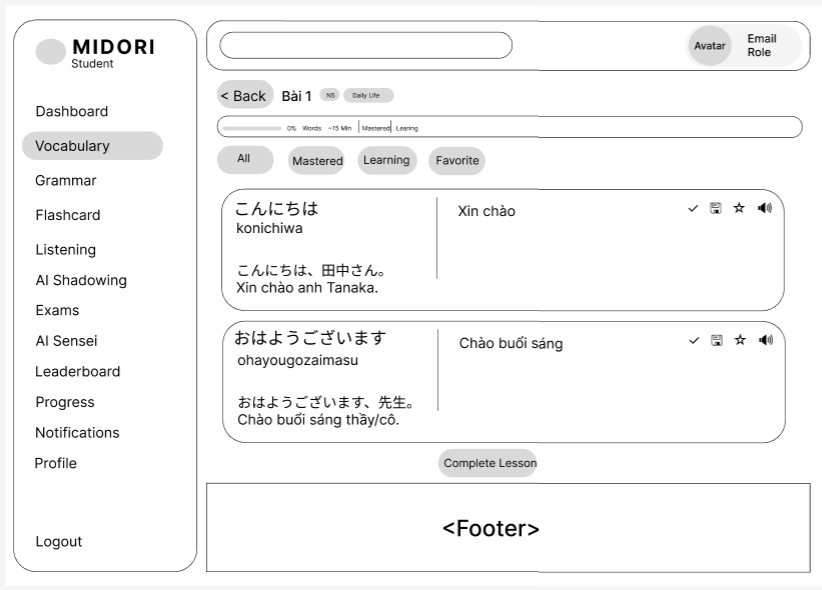 MIDORI
Student
Dashboard
Vocabulary
Grammar
Flashcard
Listening
AI Shadowing
Exams
AI Sensei
Leaderboard
Progress
Notifications
Profile
Logout
Avatar
Email
Role
< Back Bài 1 N5 Daily Life
0% Words ~15 Min Mastered Learing
All Mastered Learning Favorite
こんにちは
konichiwa
こんにちは、田中さん。
Xin chào anh Tanaka.
Xin chào
おはようございます
ohayougozaimasu
おはようございます、先生。
Chào buổi sáng thầy/cô.
Chào buổi sáng
Complete Lesson
<Footer>